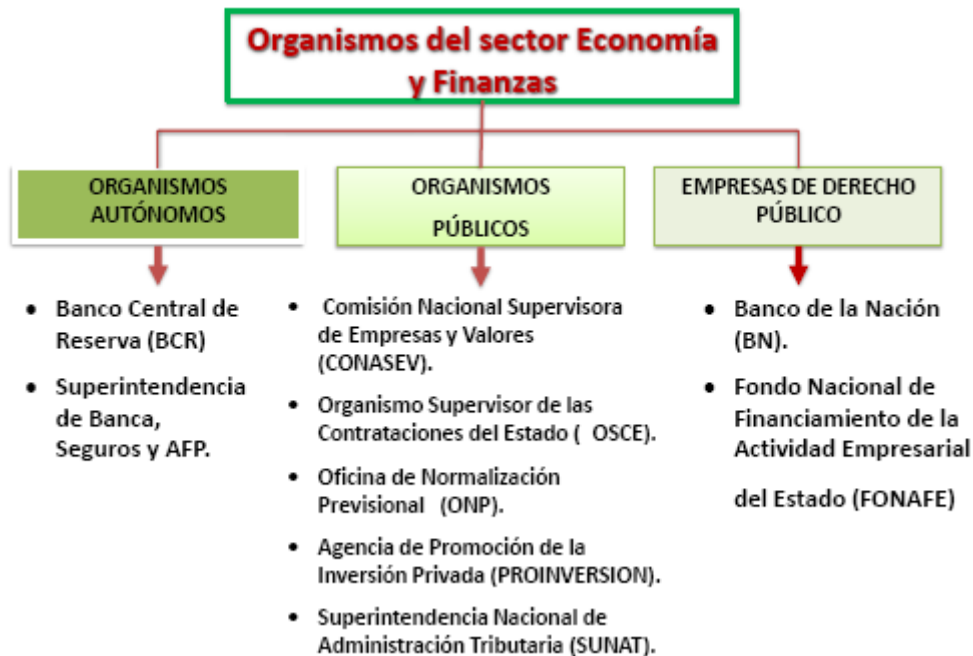 Organismos del sector Economía
y Finanzas
ORGANISMOS
AUTÓNOMOS
ORGANISMOS
PÚBLICOS
EMPRESAS DE DERECHO
PÚBLICO
• Banco Central de
Reserva (BCR)
• Superintendencia
de Banca,
Seguros y AFP.
• Comisión Nacional Supervisora
de Empresas y Valores
(CONASEV).
• Organismo Supervisor de las
Contrataciones del Estado ( OSCE).
• Oficina de Normalización
Previsional (ONP).
• Agencia de Promoción de la
Inversión Privada (PROINVERSION).
• Superintendencia Nacional de
Administración Tributaria (SUNAT).
• Banco de la Nación
(BN).
• Fondo Nacional de
Financiamiento de la
Actividad Empresarial
del Estado (FONAFE)